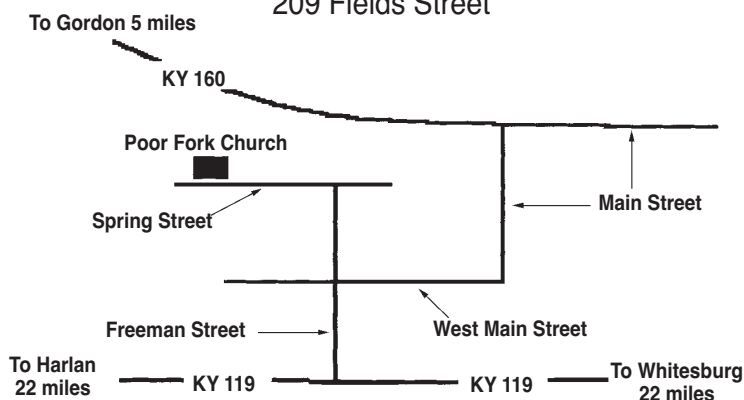 209 Fields Street
To Gordon 5 miles
KY 160
Poor Fork Church
Main Street
Spring Street
Freeman Street
West Main Street
To Harlan
22 miles
KY 119
KY 119
To Whitesburg
22 miles